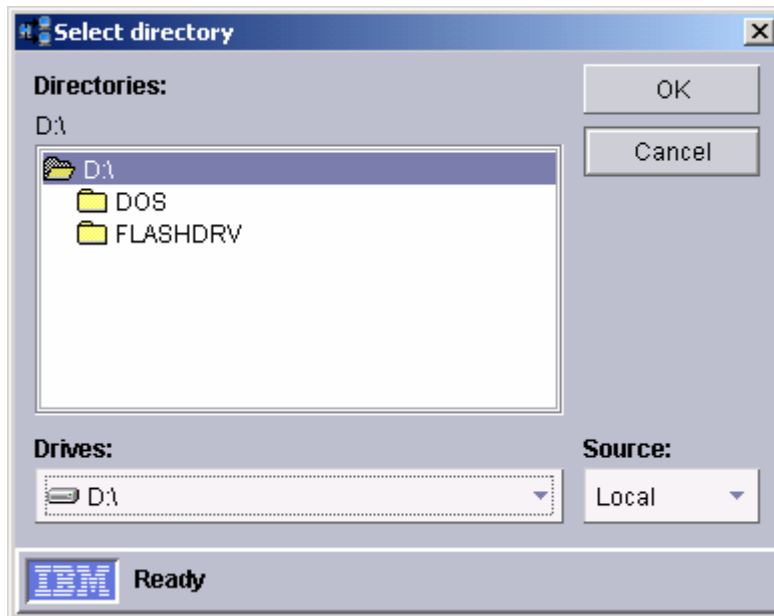 Select directory
Directories:
OK
D:\
Cancel
D:\
DOS
FLASHDRV
Drives:
Source:
D:\
Local
IBM
Ready